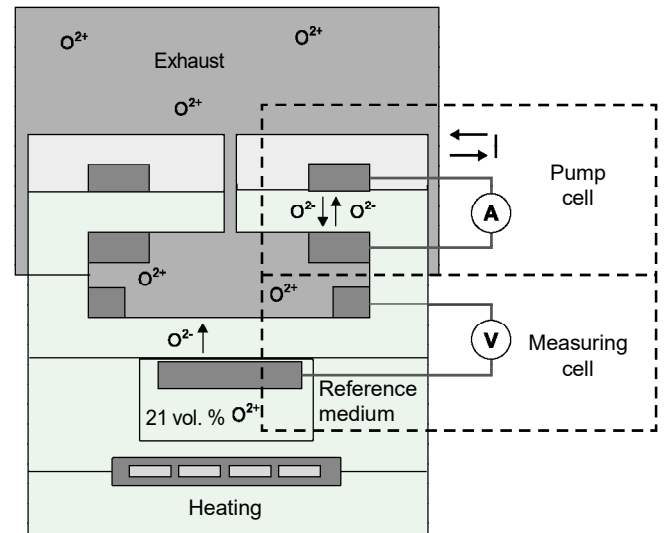 O²⁺
O²⁺
Exhaust
O²⁺
I
Pump
cell
A
O²⁻ O²⁻
O²⁺
O²⁺
V
Measuring
cell
O²⁻
Reference
medium
21 vol. % O²⁺
Heating